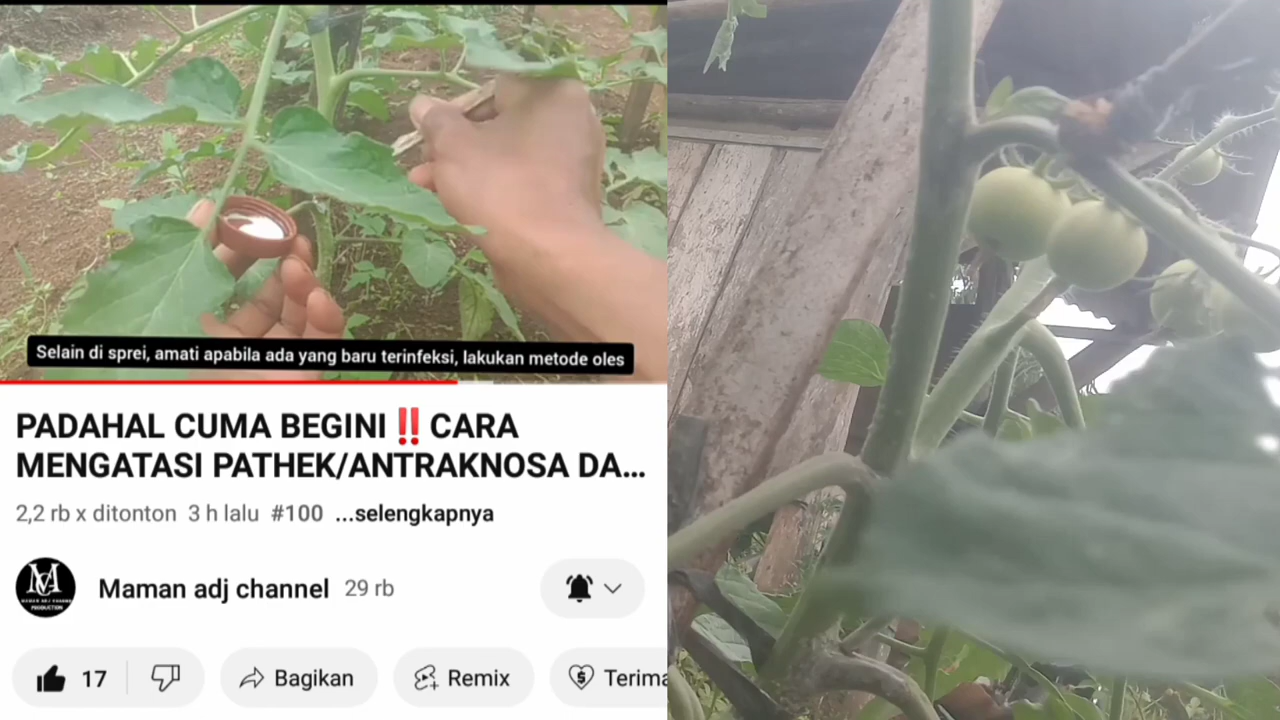 Selain di sprei, amati apabila ada yang baru terinfeksi, lakukan metode oles
PADAHAL CUMA BEGINI‼️CARA
MENGATASI PATHEK/ANTRAKNOSA DA...
2,2 rb x ditonton 3 h lalu #100 ...selengkapnya
Maman adj channel 29 rb
17
Bagikan
Remix
Terima